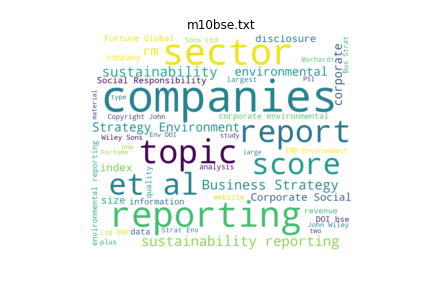 m10bse.txt
Fortune Global
Sons Ltd
disclosure
rm
sector
Morhardt
company
corporate
Bus Strat
sustainability
environmental
Social Responsibility
largest
PSI
companies
material
type
Copyright John
corporate environmental
Strategy Environment
report
Wiley Sons
Env DOI
study
environmental reporting
Fortune
one
topic
large
ERP Environment
analysis
score
index
et al
quality
Business Strategy
website
Corporate Social
size
information
revenue
reporting
DOI bse
John Wiley
Ltd ERP
data
Strat Env
two
plus
sustainability reporting